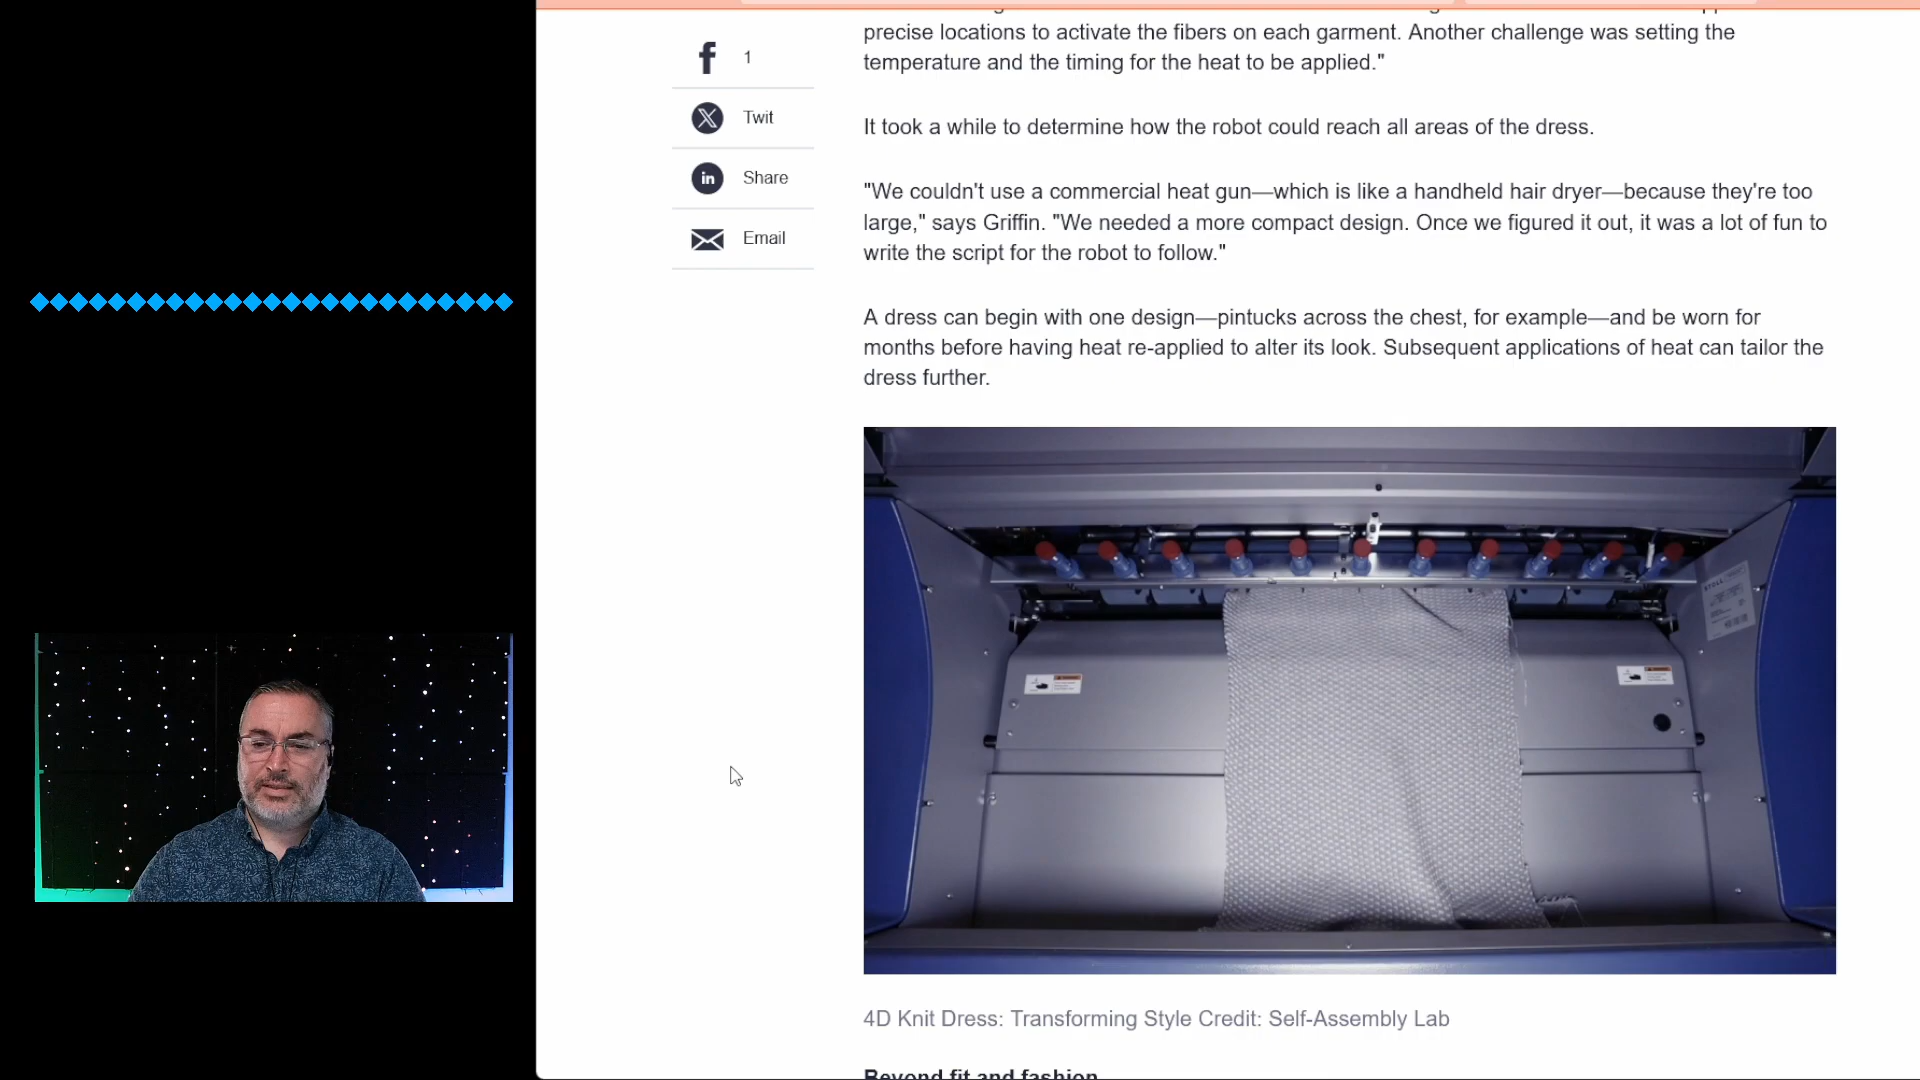 precise locations to activate the fibers on each garment. Another challenge was setting the
temperature and the timing for the heat to be applied."
It took a while to determine how the robot could reach all areas of the dress.
"We couldn't use a commercial heat gun—which is like a handheld hair dryer—because they're too
large," says Griffin. "We needed a more compact design. Once we figured it out, it was a lot of fun to
write the script for the robot to follow."
A dress can begin with one design—pintucks across the chest, for example—and be worn for
months before having heat re-applied to alter its look. Subsequent applications of heat can tailor the
dress further.
1
Twit
Share
Email
STOLL
4D Knit Dress: Transforming Style Credit: Self-Assembly Lab
Beyond fit and fashion